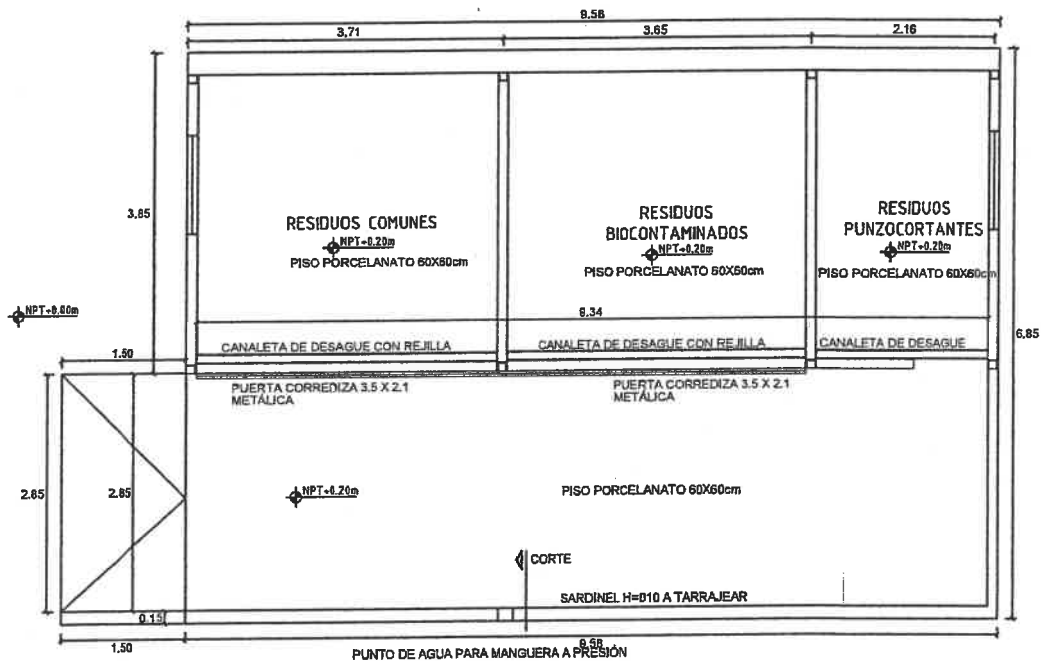 9.58
3.71
3.65
2.16
3.85
RESIDUOS COMUNES
NPT+0.20m
PISO PORCELANATO 60X60cm
RESIDUOS
BIOCONTAMINADOS
NPT+0.20m
PISO PORCELANATO 60X60cm
RESIDUOS
PUNZOCORTANTES
NPT+0.20m
PISO PORCELANATO 60X60cm
NPT+0.00m
9.34
6.85
CANALETA DE DESAGUE CON REJILLA
CANALETA DE DESAGUE CON REJILLA
CANALETA DE DESAGUE
1.50
PUERTA CORREDIZA 3.5 X 2.1
METÁLICA
PUERTA CORREDIZA 3.5 X 2.1
METÁLICA
2.85
2.85
NPT+0.20m
PISO PORCELANATO 60X60cm
CORTE
SARDINEL H=010 A TARRAJEAR
0.15
1.50
9.58
PUNTO DE AGUA PARA MANGUERA A PRESIÓN